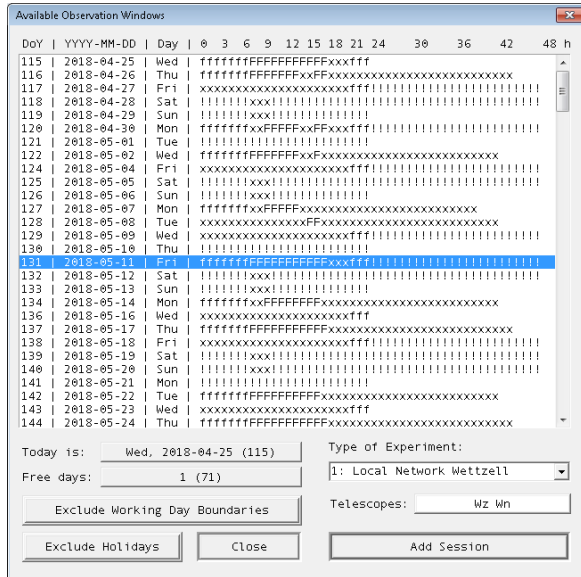 Available Observation Windows
DoY | YYYY-MM-DD | Day | 0  3  6  9  12 15 18 21 24    30    36    42    48 h
115 | 2018-04-25 | Wed | fffffffFFFFFFFFFFFxxxfff
116 | 2018-04-26 | Thu | fffffffFFFFFFFxxFFxxxxxxxxxxxxxxxxxxxxxxxxxx
117 | 2018-04-27 | Fri | xxxxxxxxxxxxxxxxxxxxxfff!!!!!!!!!!!!!!!!!!!!!!!!
118 | 2018-04-28 | Sat | !!!!!!!xxx!!!!!!!!!!!!!!!!!!!!!!!!!!!!!!!!!!!!!!
119 | 2018-04-29 | Sun | !!!!!!!xxx!!!!!!!!!!!!!!
120 | 2018-04-30 | Mon | fffffffxxFFFFFxxFFxxxfff!!!!!!!!!!!!!!!!!!!!!!!!
121 | 2018-05-01 | Tue | !!!!!!!!!!!!!!!!!!!!!!!!
122 | 2018-05-02 | Wed | fffffffFFFFFFFxxFxxxxxxxxxxxxxxxxxxxxxxxxx
124 | 2018-05-04 | Fri | xxxxxxxxxxxxxxxxxxxxxfff!!!!!!!!!!!!!!!!!!!!!!!!
125 | 2018-05-05 | Sat | !!!!!!!xxx!!!!!!!!!!!!!!!!!!!!!!!!!!!!!!!!!!!!!!
126 | 2018-05-06 | Sun | !!!!!!!xxx!!!!!!!!!!!!!!
127 | 2018-05-07 | Mon | fffffffxxFFFFFxxxxxxxxxxxxxxxxxxxxxxxxx
128 | 2018-05-08 | Tue | xxxxxxxxxxxxxxxFFxxxxxxxxxxxxxxxxxxxxxxxxx
129 | 2018-05-09 | Wed | xxxxxxxxxxxxxxxxxxxxxfff!!!!!!!!!!!!!!!!!!!!!!!!
130 | 2018-05-10 | Thu | !!!!!!!!!!!!!!!!!!!!!!!!
131 | 2018-05-11 | Fri | fffffffFFFFFFFFFFFxxxfff!!!!!!!!!!!!!!!!!!!!!!!!
132 | 2018-05-12 | Sat | !!!!!!!xxx!!!!!!!!!!!!!!!!!!!!!!!!!!!!!!!!!!!!!!
133 | 2018-05-13 | Sun | !!!!!!!xxx!!!!!!!!!!!!!!
134 | 2018-05-14 | Mon | fffffffxxFFFFFFFFxxxxxxxxxxxxxxxxxxxxxxxxx
136 | 2018-05-16 | Wed | xxxxxxxxxxxxxxxxxxxxxfff
137 | 2018-05-17 | Thu | fffffffFFFFFFFFFFFxxxxxxxxxxxxxxxxxxxxxxxxxx
138 | 2018-05-18 | Fri | xxxxxxxxxxxxxxxxxxxxxfff!!!!!!!!!!!!!!!!!!!!!!!!
139 | 2018-05-19 | Sat | !!!!!!!xxx!!!!!!!!!!!!!!!!!!!!!!!!!!!!!!!!!!!!!!
140 | 2018-05-20 | Sun | !!!!!!!xxx!!!!!!!!!!!!!!!!!!!!!!!!!!!!!!!!!!!!!!
141 | 2018-05-21 | Mon | !!!!!!!!!!!!!!!!!!!!!!!!
142 | 2018-05-22 | Tue | fffffffFFFFFFFFFFxxxxxxxxxxxxxxxxxxxxxxxxx
143 | 2018-05-23 | Wed | xxxxxxxxxxxxxxxxxxxxxfff
144 | 2018-05-24 | Thu | fffffffFFFFFFFFFFFxxxxxxxxxxxxxxxxxxxxxxxxxx
Today is: Wed, 2018-04-25 (115)
Free days: 1 (71)
Exclude Working Day Boundaries
Exclude Holidays
Close
Type of Experiment:
1: Local Network Wettzell
Telescopes: Wz Wn
Add Session